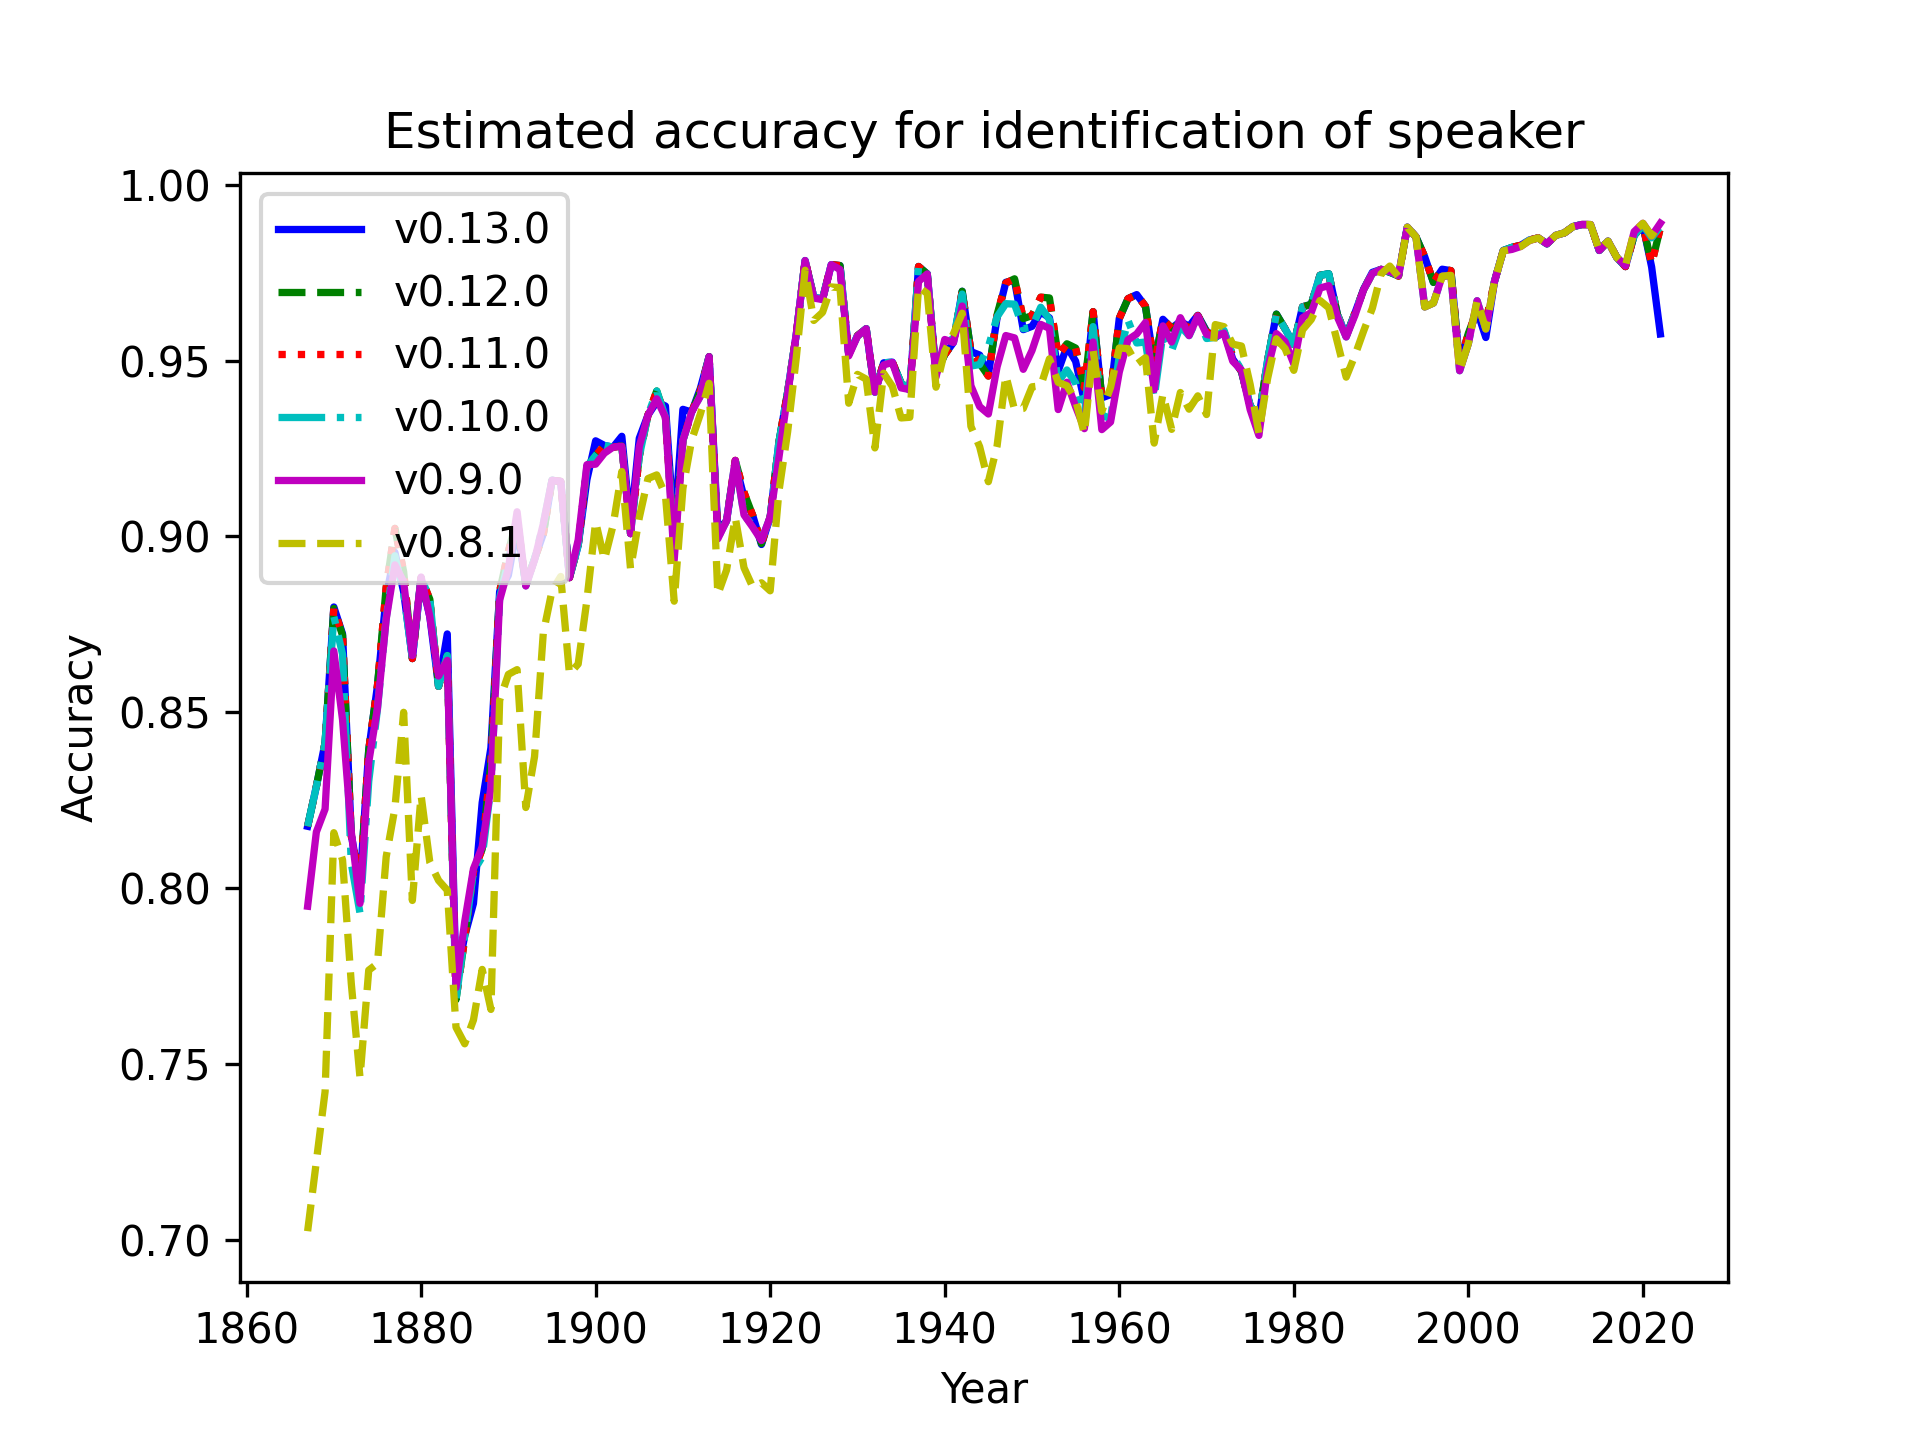 Estimated accuracy for identification of speaker
1.00
0.95
0.90
0.85
0.80
0.75
0.70
Accuracy
v0.13.0
v0.12.0
v0.11.0
v0.10.0
v0.9.0
v0.8.1
1860 1880 1900 1920 1940 1960 1980 2000 2020
Year